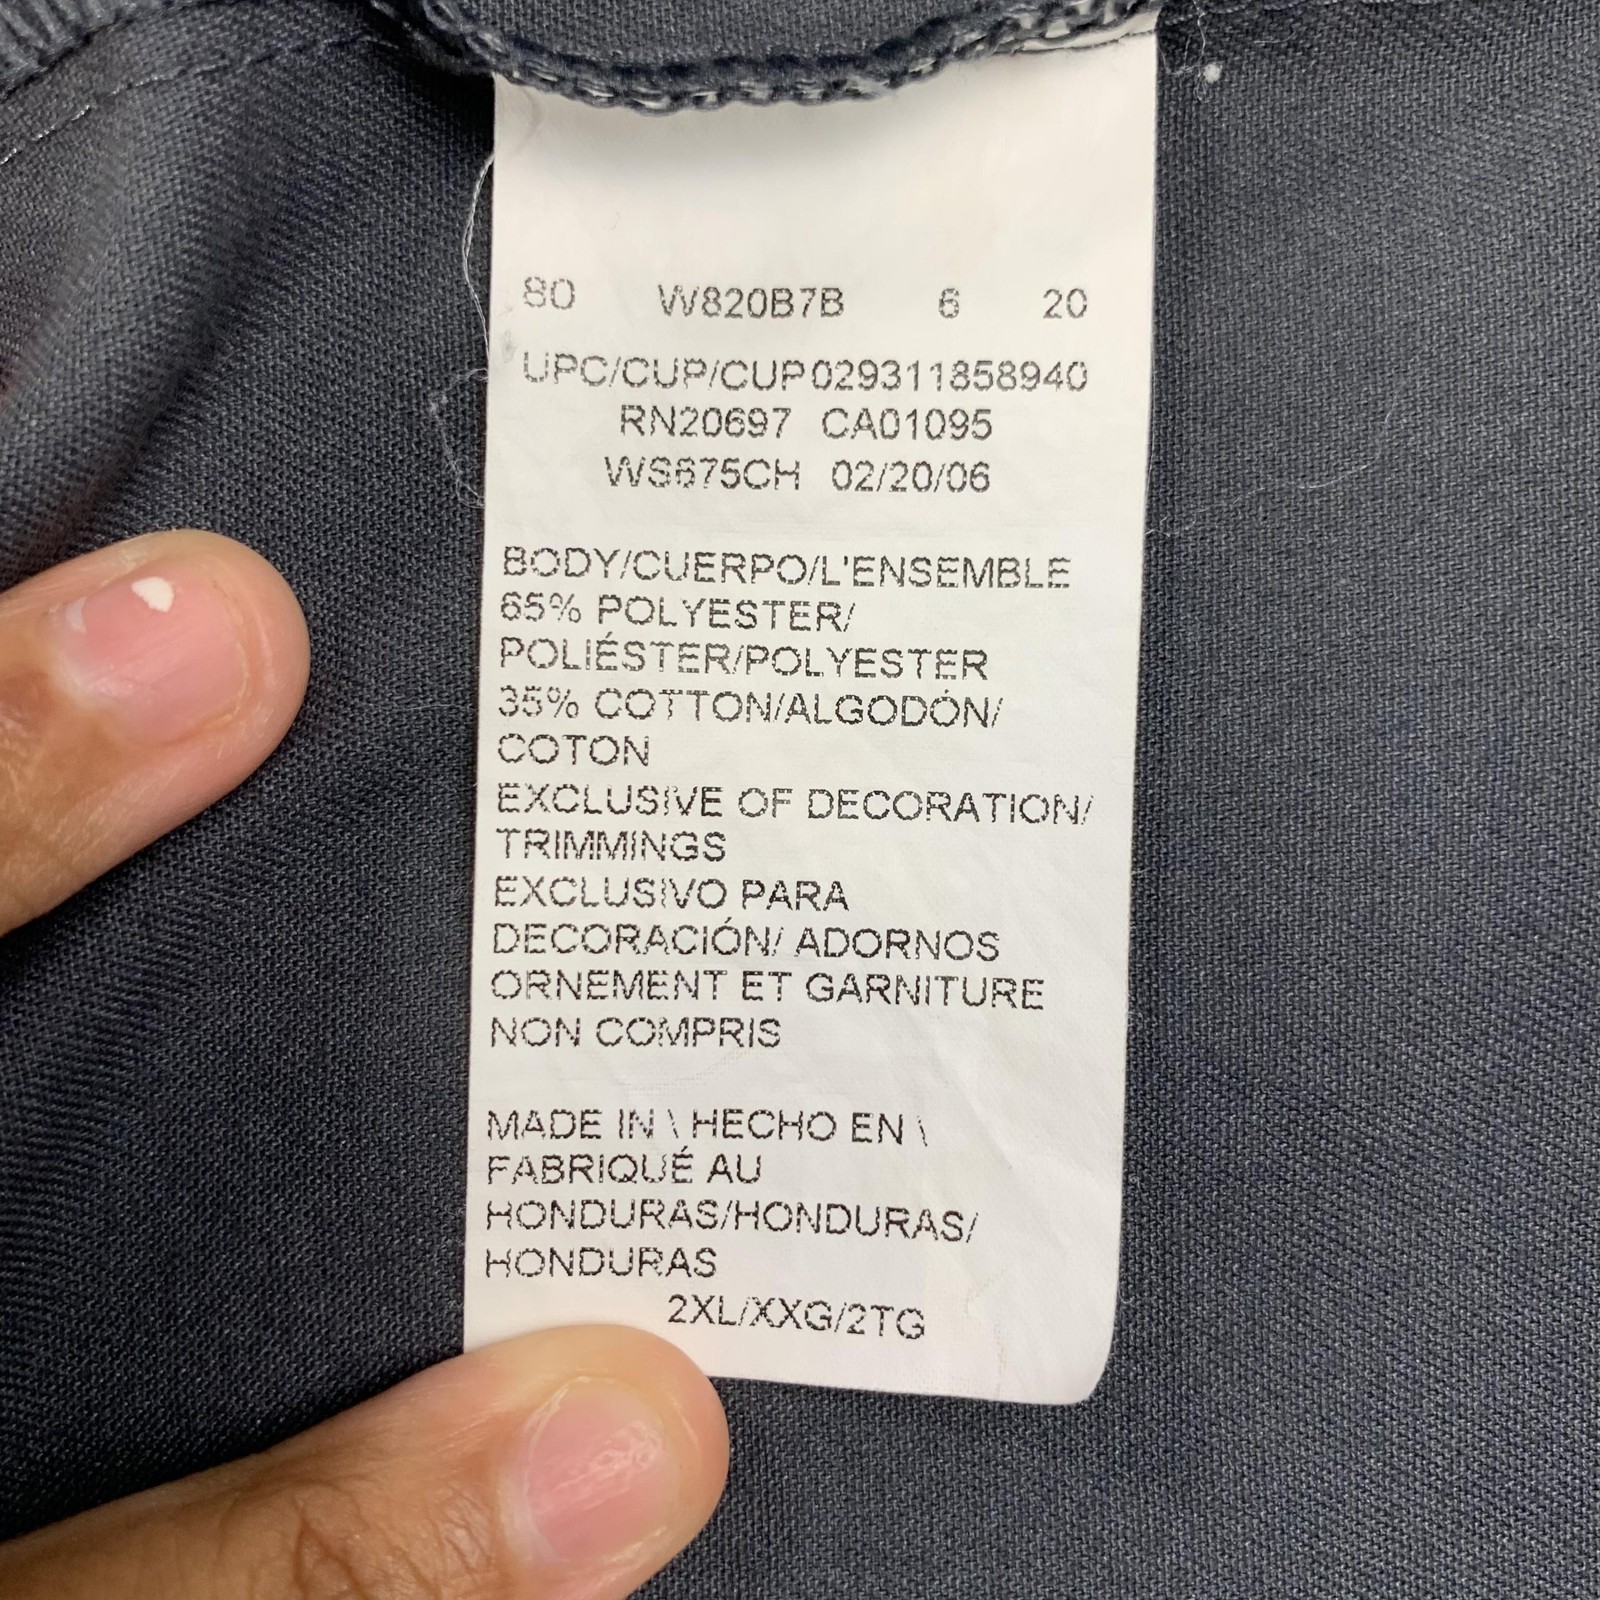 80 W820B7B 6 20
UPC/CUP/CUP029311858940
RN20697 CA01095
WS675CH 02/20/06
BODY/CUERPO/L'ENSEMBLE
65% POLYESTER/
POLIÉSTER/POLYESTER
35% COTTON/ALGODÓN/
COTON
EXCLUSIVE OF DECORATION/
TRIMMINGS
EXCLUSIVO PARA
DECORACIÓN/ ADORNOS
ORNEMENT ET GARNITURE
NON COMPRIS
MADE IN \ HECHO EN \
FABRIQUÉ AU
HONDURAS/HONDURAS/
HONDURAS
2XL/XXG/2TG